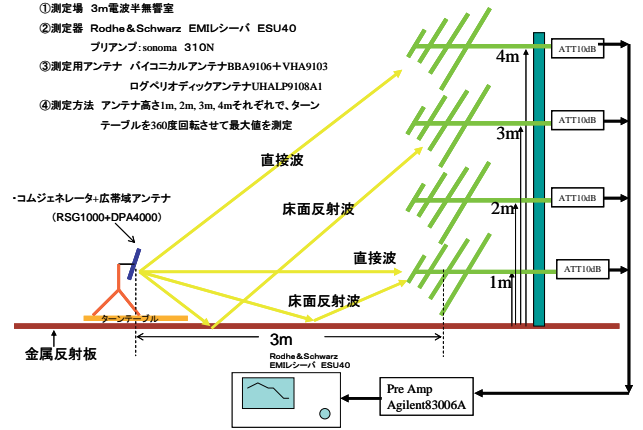 ①測定場 3m電波半無響室
②測定器 Rodhe&Schwarz EMIレシーバ ESU40
プリアンプ:sonoma 310N
③測定用アンテナ バイコニカルアンテナBBA9106+VHA9103
ログペリオディックアンテナUHALP9108A1
④測定方法 アンテナ高さ1m, 2m, 3m, 4mそれぞれで、ターン
テーブルを360度回転させて最大値を測定
4m
ATT10dB
3m
ATT10dB
直接波
床面反射波
・コムジェネレータ+広帯域アンテナ
(RSG1000+DPA4000)
2m
ATT10dB
直接波
1m
ATT10dB
床面反射波
ターンテーブル
3m
金属反射板
Rodhe&Schwarz
EMIレシーバ ESU40
Pre Amp
Agilent83006A